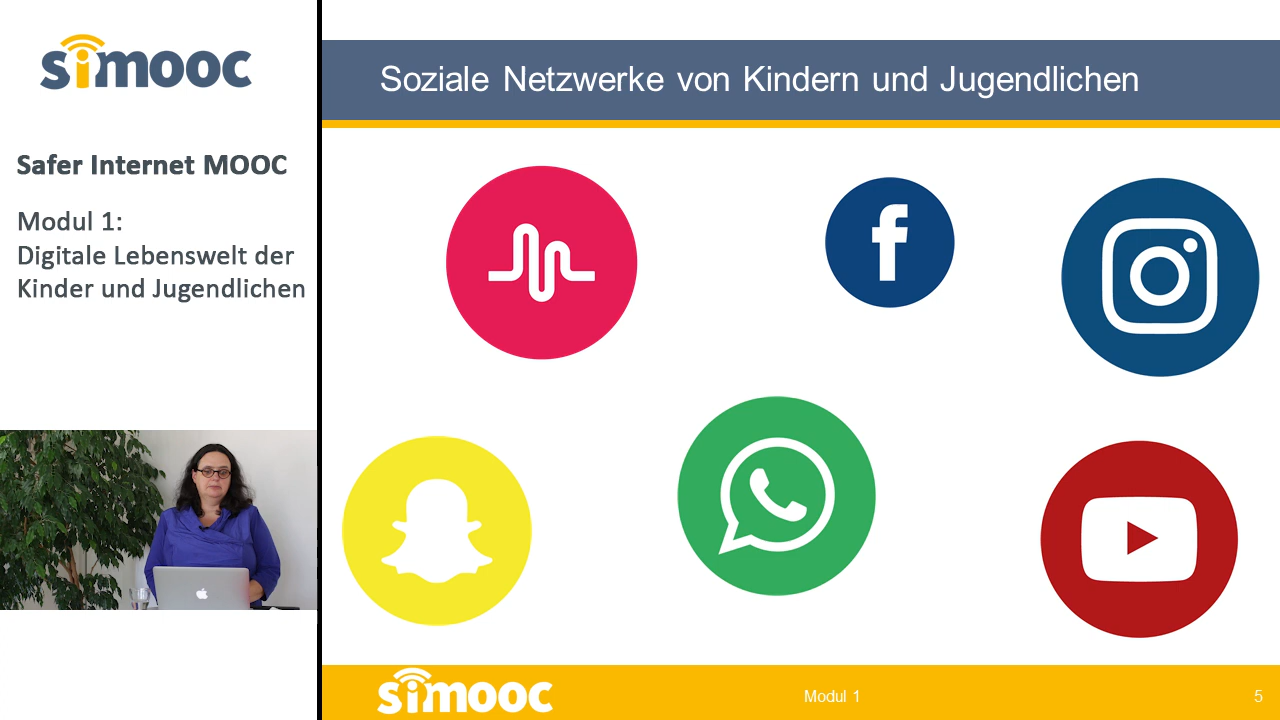 simooc
Safer Internet MOOC
Modul 1:
Digitale Lebenswelt der
Kinder und Jugendlichen
Soziale Netzwerke von Kindern und Jugendlichen
f
simooc
Modul 1
5